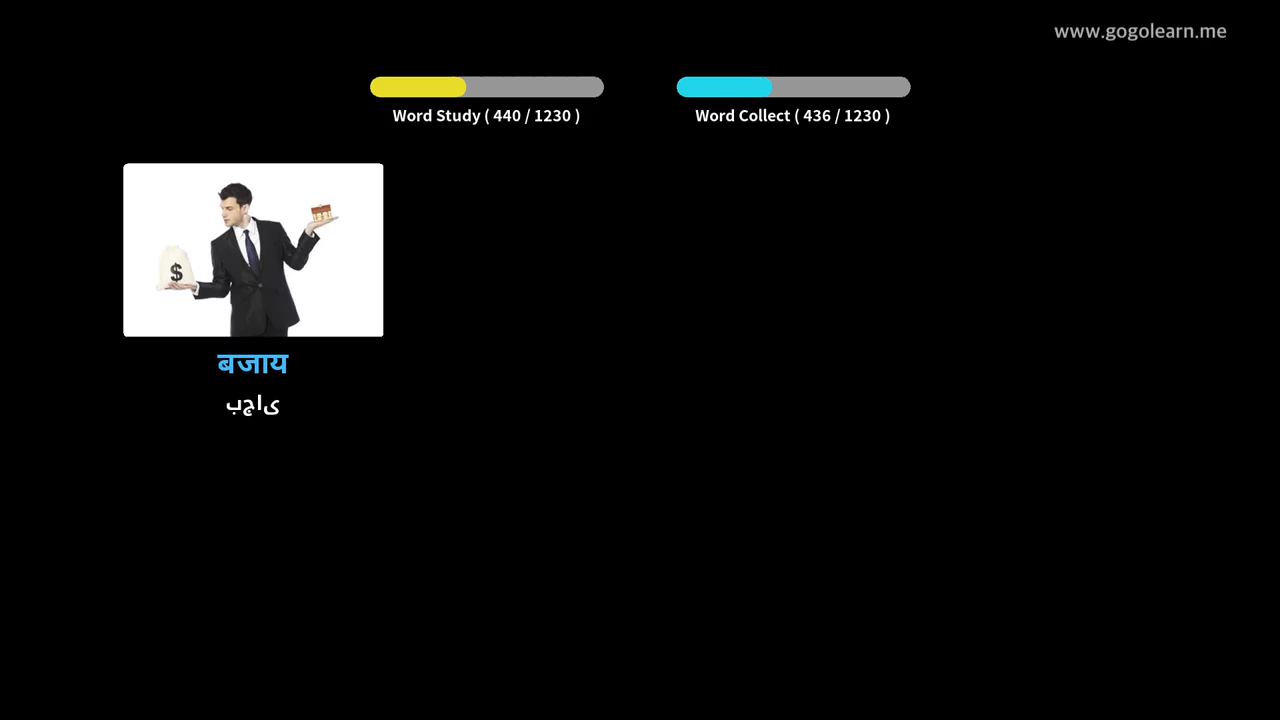 www.gogolearn.me
Word Study ( 440 / 1230 )
Word Collect ( 436 / 1230 )
$
बजाय
بجای